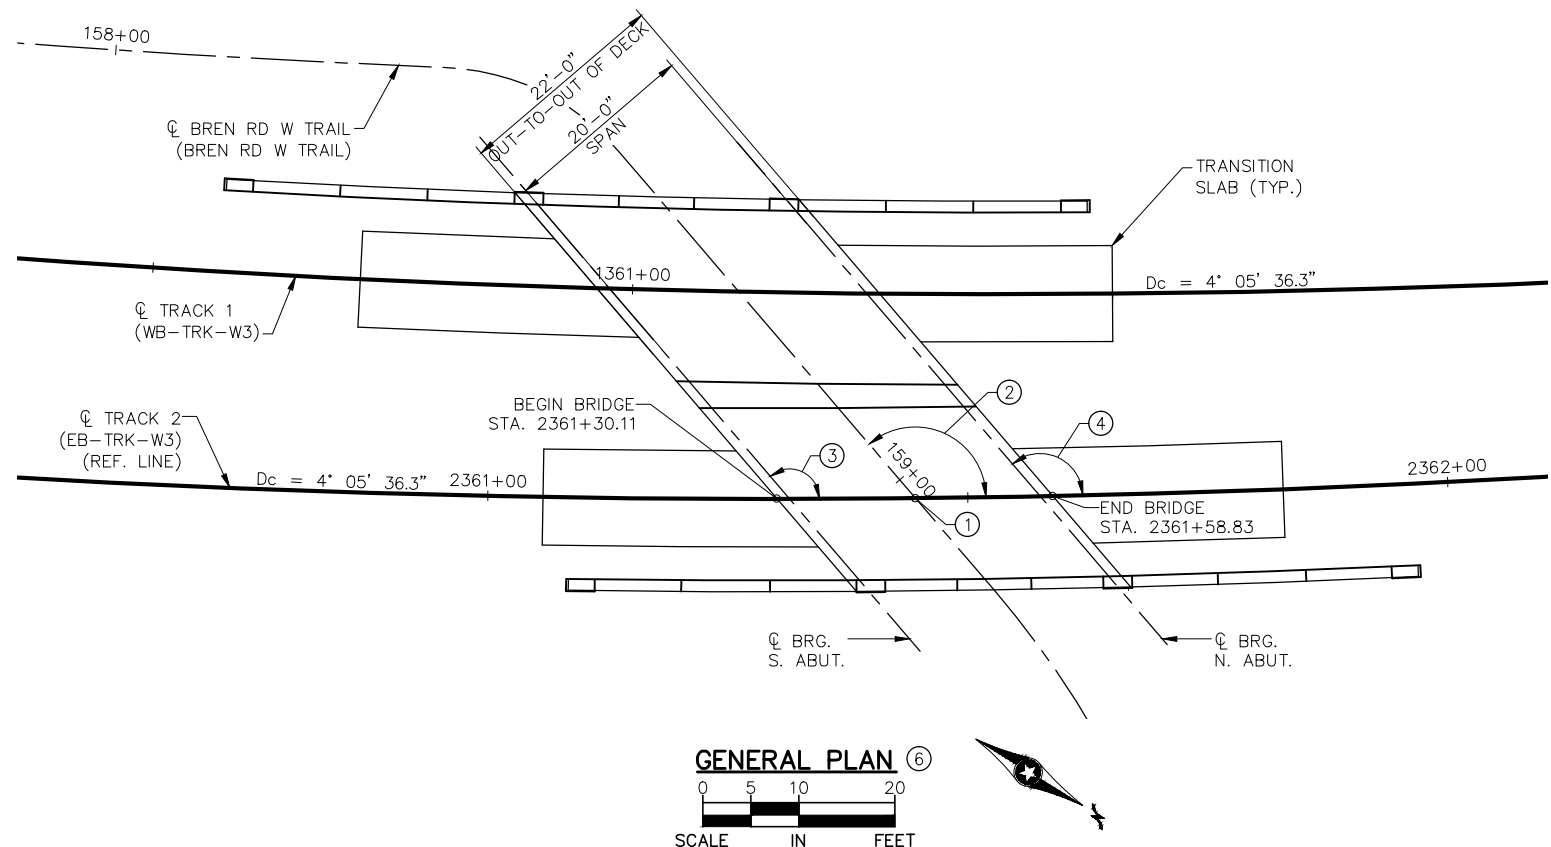 158+00
22'-0"
OUT-TO-OUT OF DECK
20'-0"
SPAN
℄ BREN RD W TRAIL
(BREN RD W TRAIL)
TRANSITION
SLAB (TYP.)
1361+00
Dc = 4° 05' 36.3"
℄ TRACK 1
(WB-TRK-W3)
℄ TRACK 2
(EB-TRK-W3)
(REF. LINE)
BEGIN BRIDGE
STA. 2361+30.11
2
4
3
159+00
Dc = 4° 05' 36.3"
2361+00
2362+00
1
END BRIDGE
STA. 2361+58.83
℄ BRG.
S. ABUT.
℄ BRG.
N. ABUT.
GENERAL PLAN 6
0 5 10 20
SCALE IN FEET
N